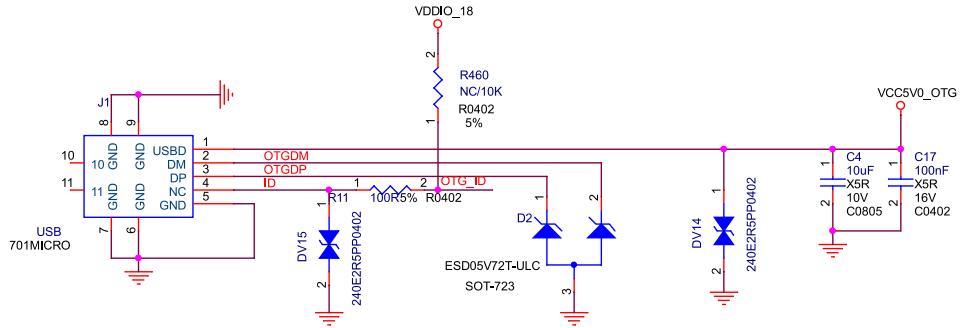 VDDIO_18
2
R460
NC/10K
R0402
5%
1
VCC5V0_OTG
J1
8
9
GND
GND
USBD
1
10
10
DM
2
OTGDM
DP
3
OTGDP
11
11
NC
4
ID
GND
5
GND
GND
7
6
USB
701MICRO
1
2
OTG_ID
R11
100R5%
R0402
1
DV15
2
240E2R5PP0402
1
2
D2
ESD05V72T-ULC
SOT-723
3
1
DV14
2
240E2R5PP0402
1
C4
10uF
X5R
2
10V
C0805
1
C17
100nF
X5R
2
16V
C0402